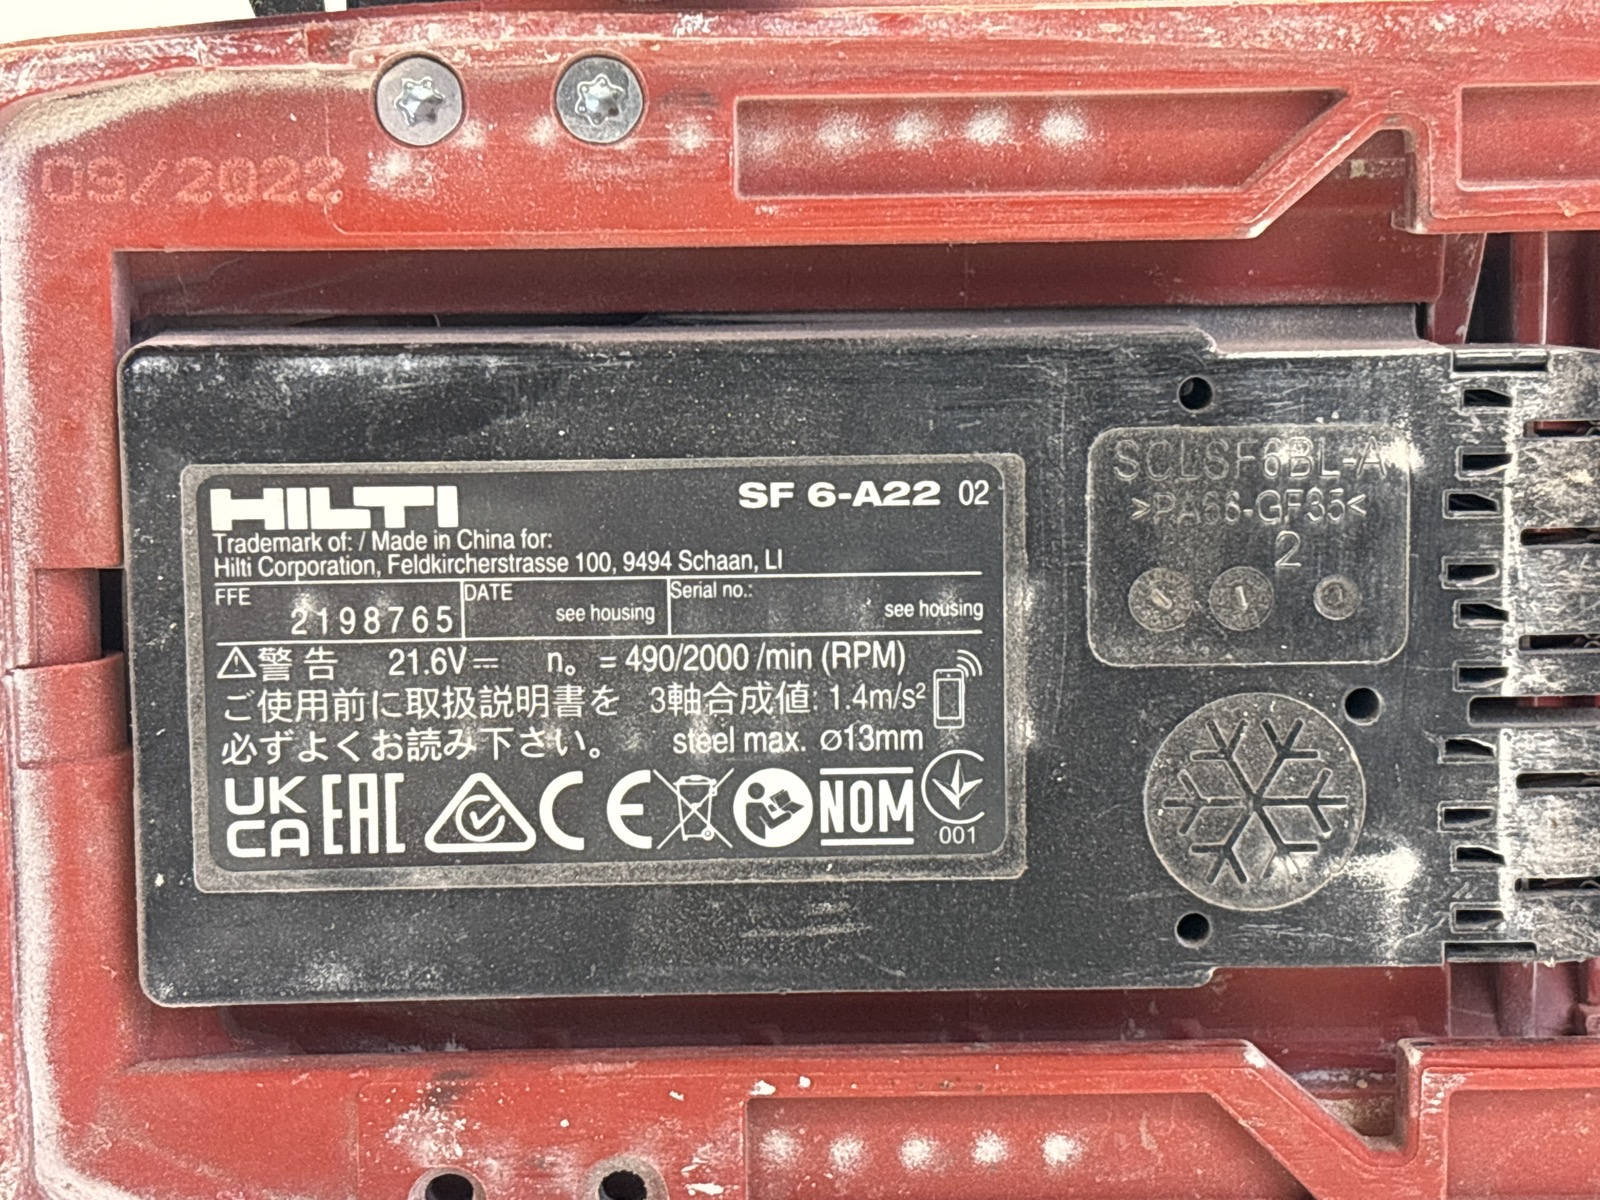 09/2022
HILTI
SF 6-A22 02
Trademark of: / Made in China for:
Hilti Corporation, Feldkircherstrasse 100, 9494 Schaan, LI
FFE
2198765
DATE
see housing
Serial no.:
see housing
⚠警告 21.6V⎓ n₀ = 490/2000 /min (RPM)
ご使用前に取扱説明書を 3軸合成値: 1.4m/s²
必ずよくお読み下さい。 steel max. ⌀13mm
UK
CA
EAC
CE
NOM
001
SCLSF6BL-A
>PA66-GF35<
2